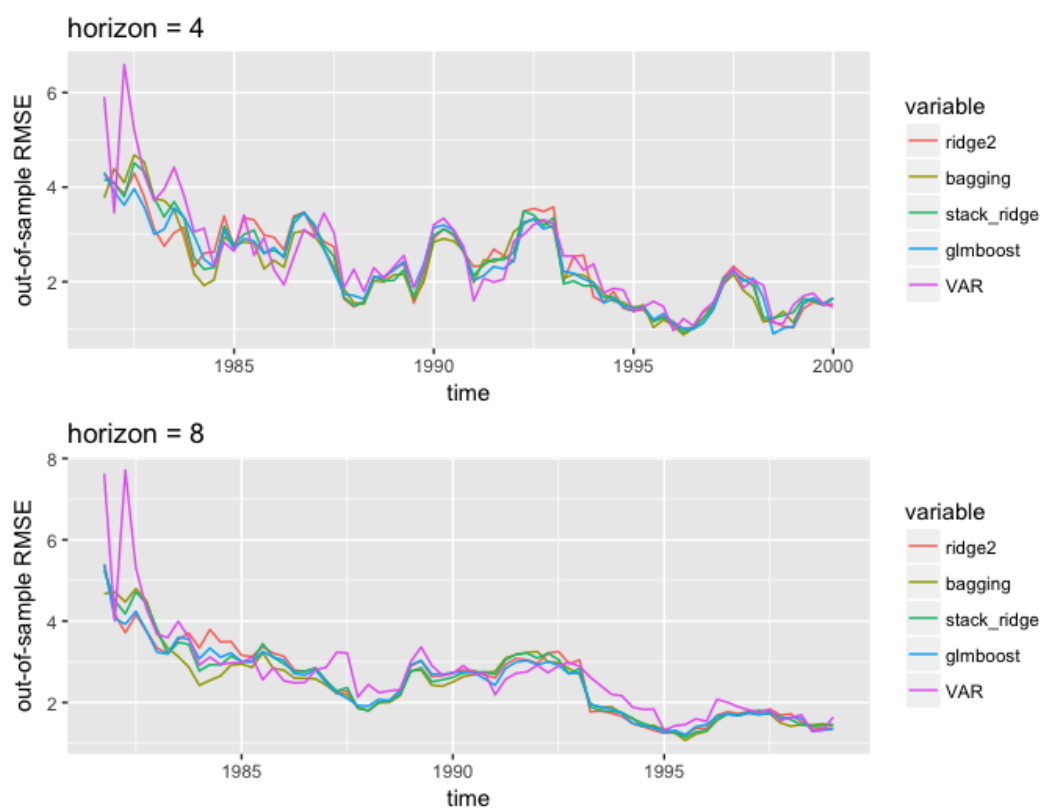 horizon = 4
out-of-sample RMSE
6
4
2
1985
1990
1995
2000
time
variable
ridge2
bagging
stack_ridge
glmboost
VAR
horizon = 8
out-of-sample RMSE
8
6
4
2
1985
1990
1995
time
variable
ridge2
bagging
stack_ridge
glmboost
VAR